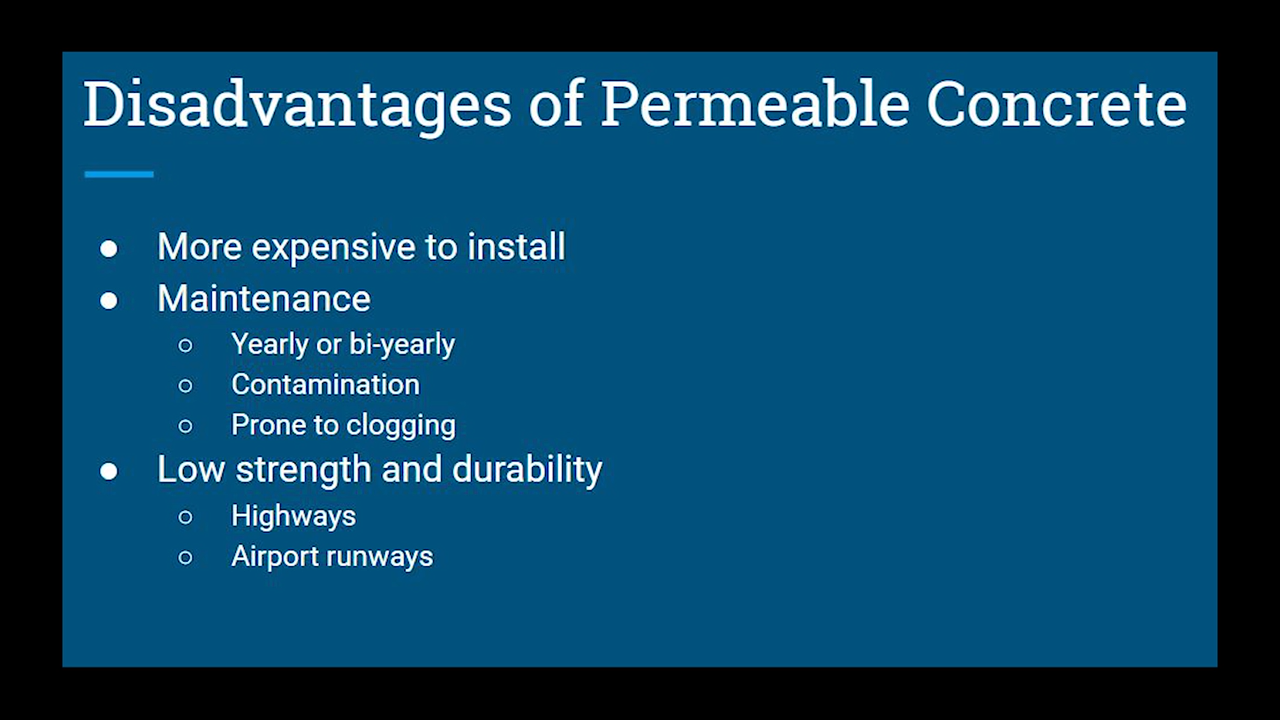 Disadvantages of Permeable Concrete
● More expensive to install
● Maintenance
○ Yearly or bi-yearly
○ Contamination
○ Prone to clogging
● Low strength and durability
○ Highways
○ Airport runways